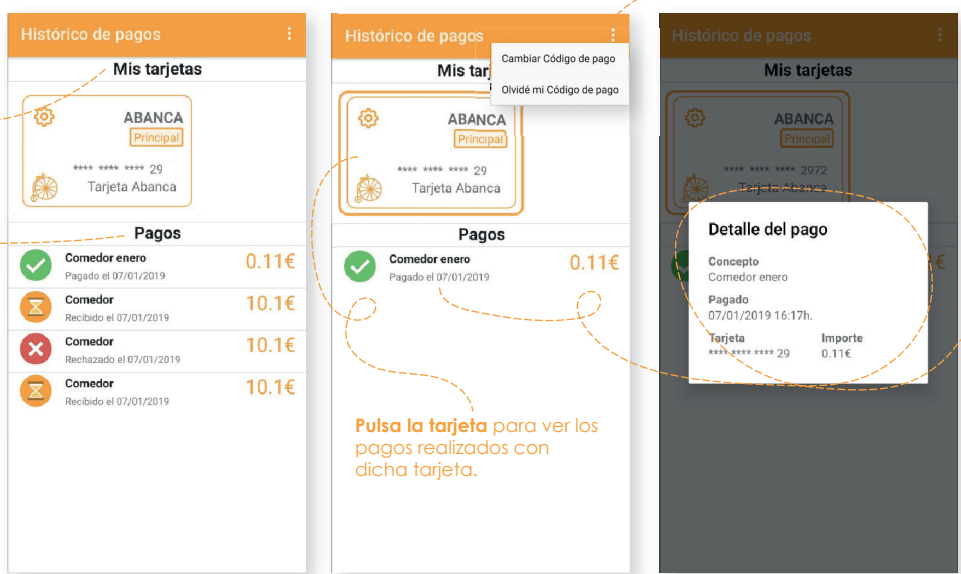 Histórico de pagos
Mis tarjetas
ABANCA
Principal
**** **** **** 29
Tarjeta Abanca
Pagos
Comedor enero
0.11€
Pagado el 07/01/2019
Comedor
10.1€
Recibido el 07/01/2019
Comedor
10.1€
Rechazado el 07/01/2019
Comedor
10.1€
Recibido el 07/01/2019
Histórico de pagos
Cambiar Código de pago
Olvidé mi Código de pago
Mis tarj
ABANCA
Principal
**** **** **** 29
Tarjeta Abanca
Pagos
Comedor enero
0.11€
Pagado el 07/01/2019
Pulsa la tarjeta para ver los
pagos realizados con
dicha tarjeta.
Histórico de pagos
Mis tarjetas
ABANCA
Principal
**** **** **** 2972
Tarjeta Abanca
€
Detalle del pago
Concepto
Comedor enero
Pagado
07/01/2019 16:17h.
Tarjeta Importe
**** **** **** 29 0.11€